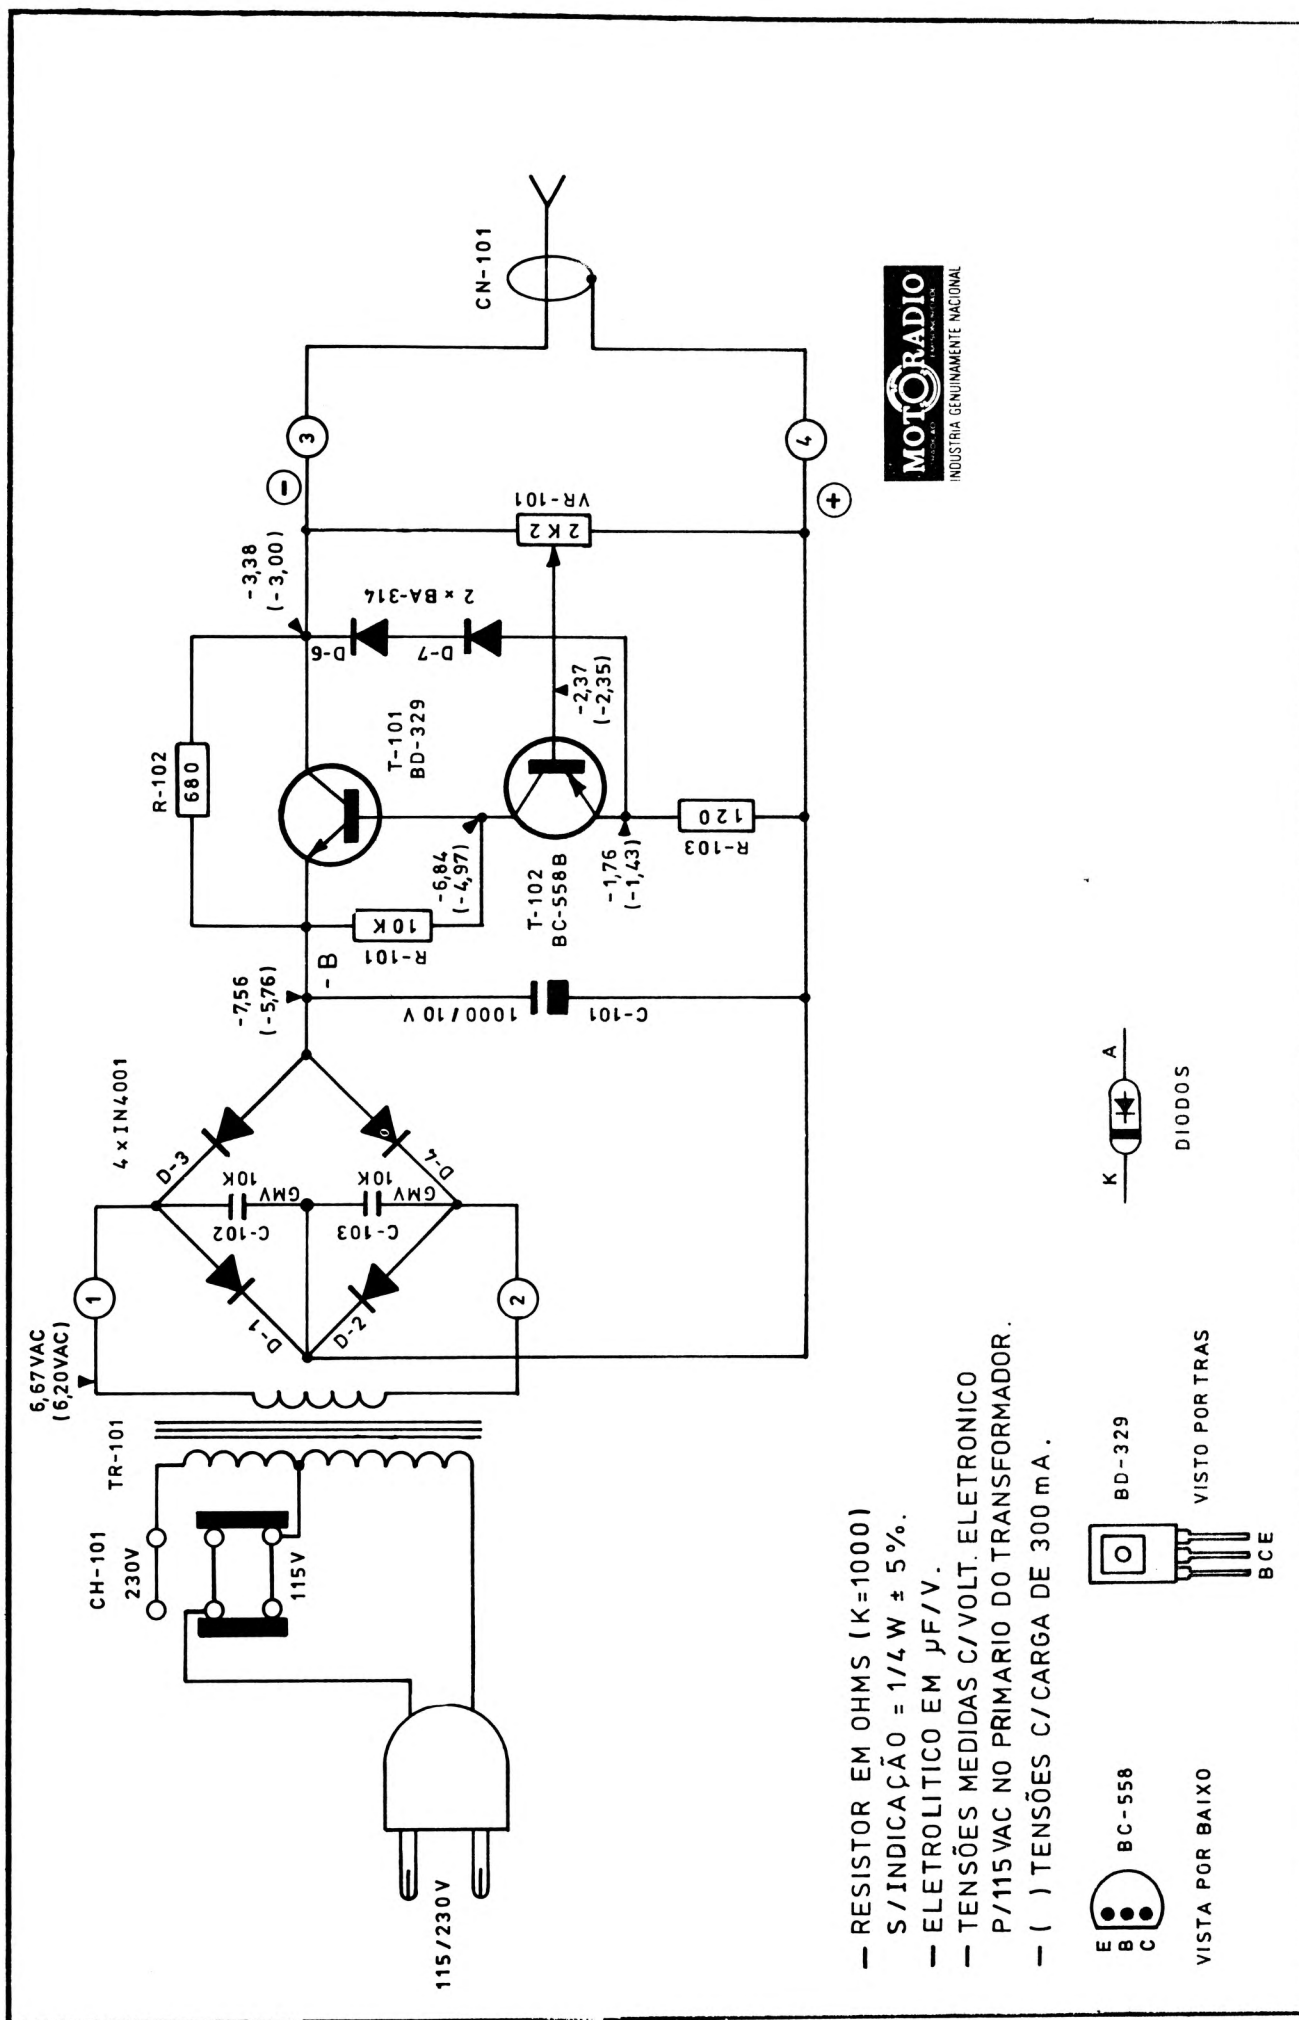 115/230V
CH-101
230V
115V
TR-101
6,67VAC
(6,20VAC)
1
2
4 x IN4001
D-3
D-4
D-1
D-2
C-102
10K
GMV
C-103
10K
GMV
-7,56
(-5,76)
- B
1000/10 V
C-101
R-102
680
R-101
10K
-6,84
(-4,97)
T-101
BD-329
T-102
BC-558B
-1,76
(-1,43)
R-103
120
-3,38
(-3,00)
D-6
D-7
2 x BA-314
-2,37
(-2,35)
VR-101
2K2
-
3
+
4
CN-101
MOTORADIO
INDUSTRIA GENUINAMENTE NACIONAL
— RESISTOR EM OHMS (K=1000)
S/INDICAÇÃO = 1/4 W ± 5%.
— ELETROLITICO EM µF/V.
— TENSÕES MEDIDAS C/VOLT. ELETRONICO
P/115 VAC NO PRIMARIO DO TRANSFORMADOR.
— ( ) TENSÕES C/CARGA DE 300 mA.
E
B
C
BC-558
VISTA POR BAIXO
BD-329
B C E
VISTO POR TRAS
K
A
DIODOS